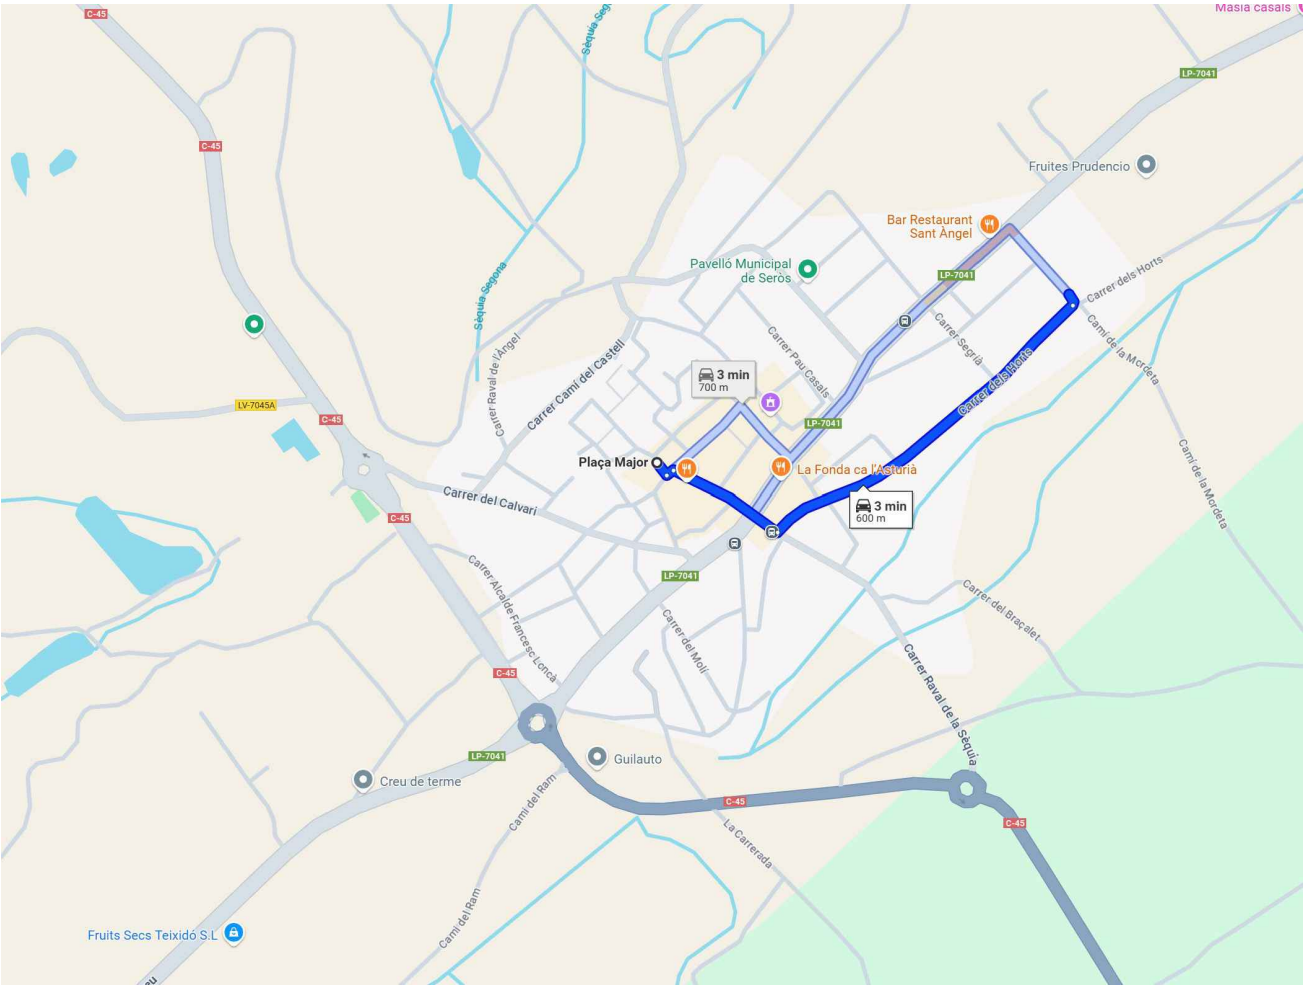 C-45
Sèquia Seg
Masia casals
LP-7041
C-45
Fruites Prudencio
Bar Restaurant
Sant Àngel
Pavelló Municipal
de Seròs
LP-7041
Carrer dels Horts
Sèquia Segona
Carrer Pau Casals
Carrer Segrià
Camí de la Mordeta
Carrer Raval de l'Àngel
Carrer Camí del Castell
3 min
700 m
Carrer dels Horts
LV-7045A
C-45
LP-7041
Plaça Major
La Fonda ca l'Asturià
Camí de la Mordeta
Carrer del Calvari
C-45
3 min
600 m
LP-7041
Carrer Alcalde Francesc Loncà
Carrer del Molí
Carrer del Braçalet
C-45
Carrer Raval de la Sèquia
LP-7041
Guilauto
Creu de terme
Camí del Ram
C-45
C-45
La Carrerada
Camí del Ram
Fruits Secs Teixidó S.L
eu